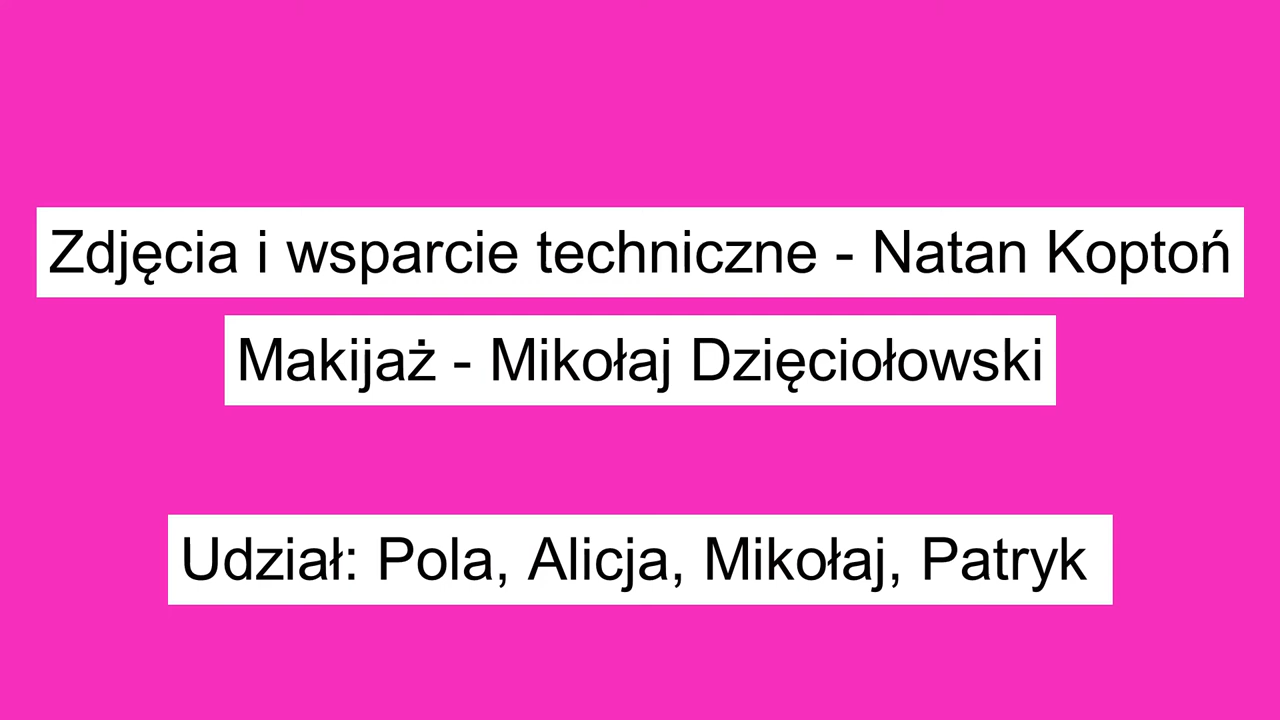 Zdjęcia i wsparcie techniczne - Natan Koptoń
Makijaż - Mikołaj Dzięciołowski
Udział: Pola, Alicja, Mikołaj, Patryk